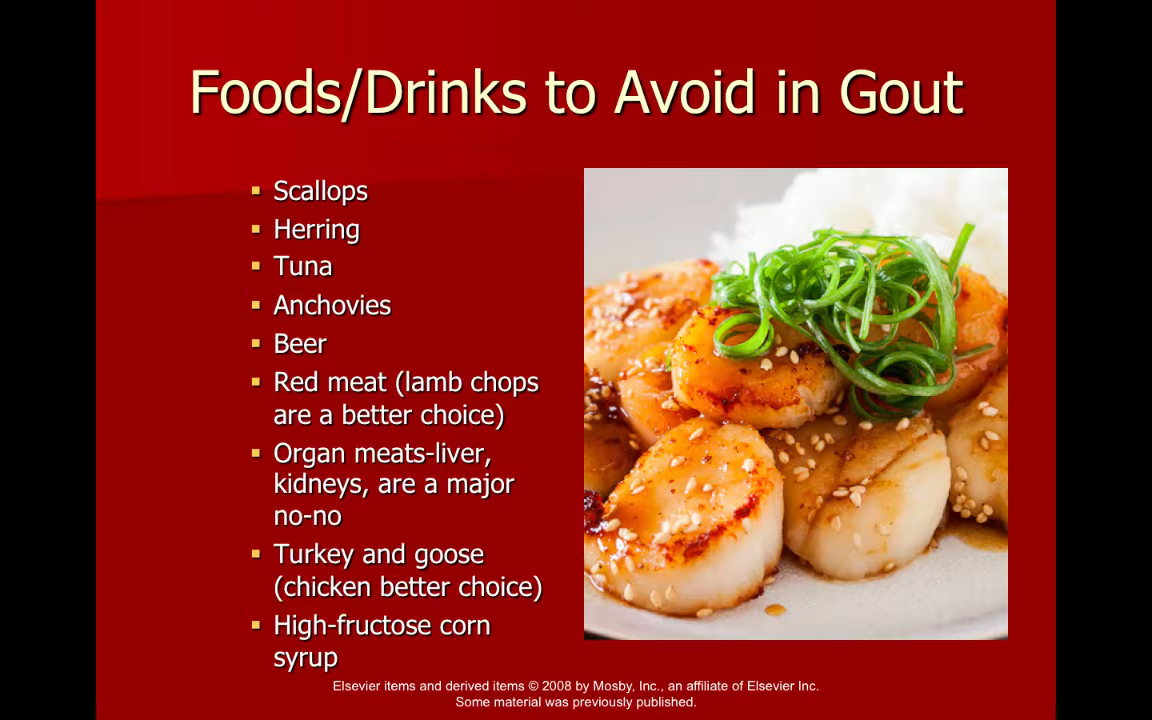 Foods/Drinks to Avoid in Gout
▪ Scallops
▪ Herring
▪ Tuna
▪ Anchovies
▪ Beer
▪ Red meat (lamb chops
are a better choice)
▪ Organ meats-liver,
kidneys, are a major
no-no
▪ Turkey and goose
(chicken better choice)
▪ High-fructose corn
syrup
Elsevier items and derived items © 2008 by Mosby, Inc., an affiliate of Elsevier Inc.
Some material was previously published.